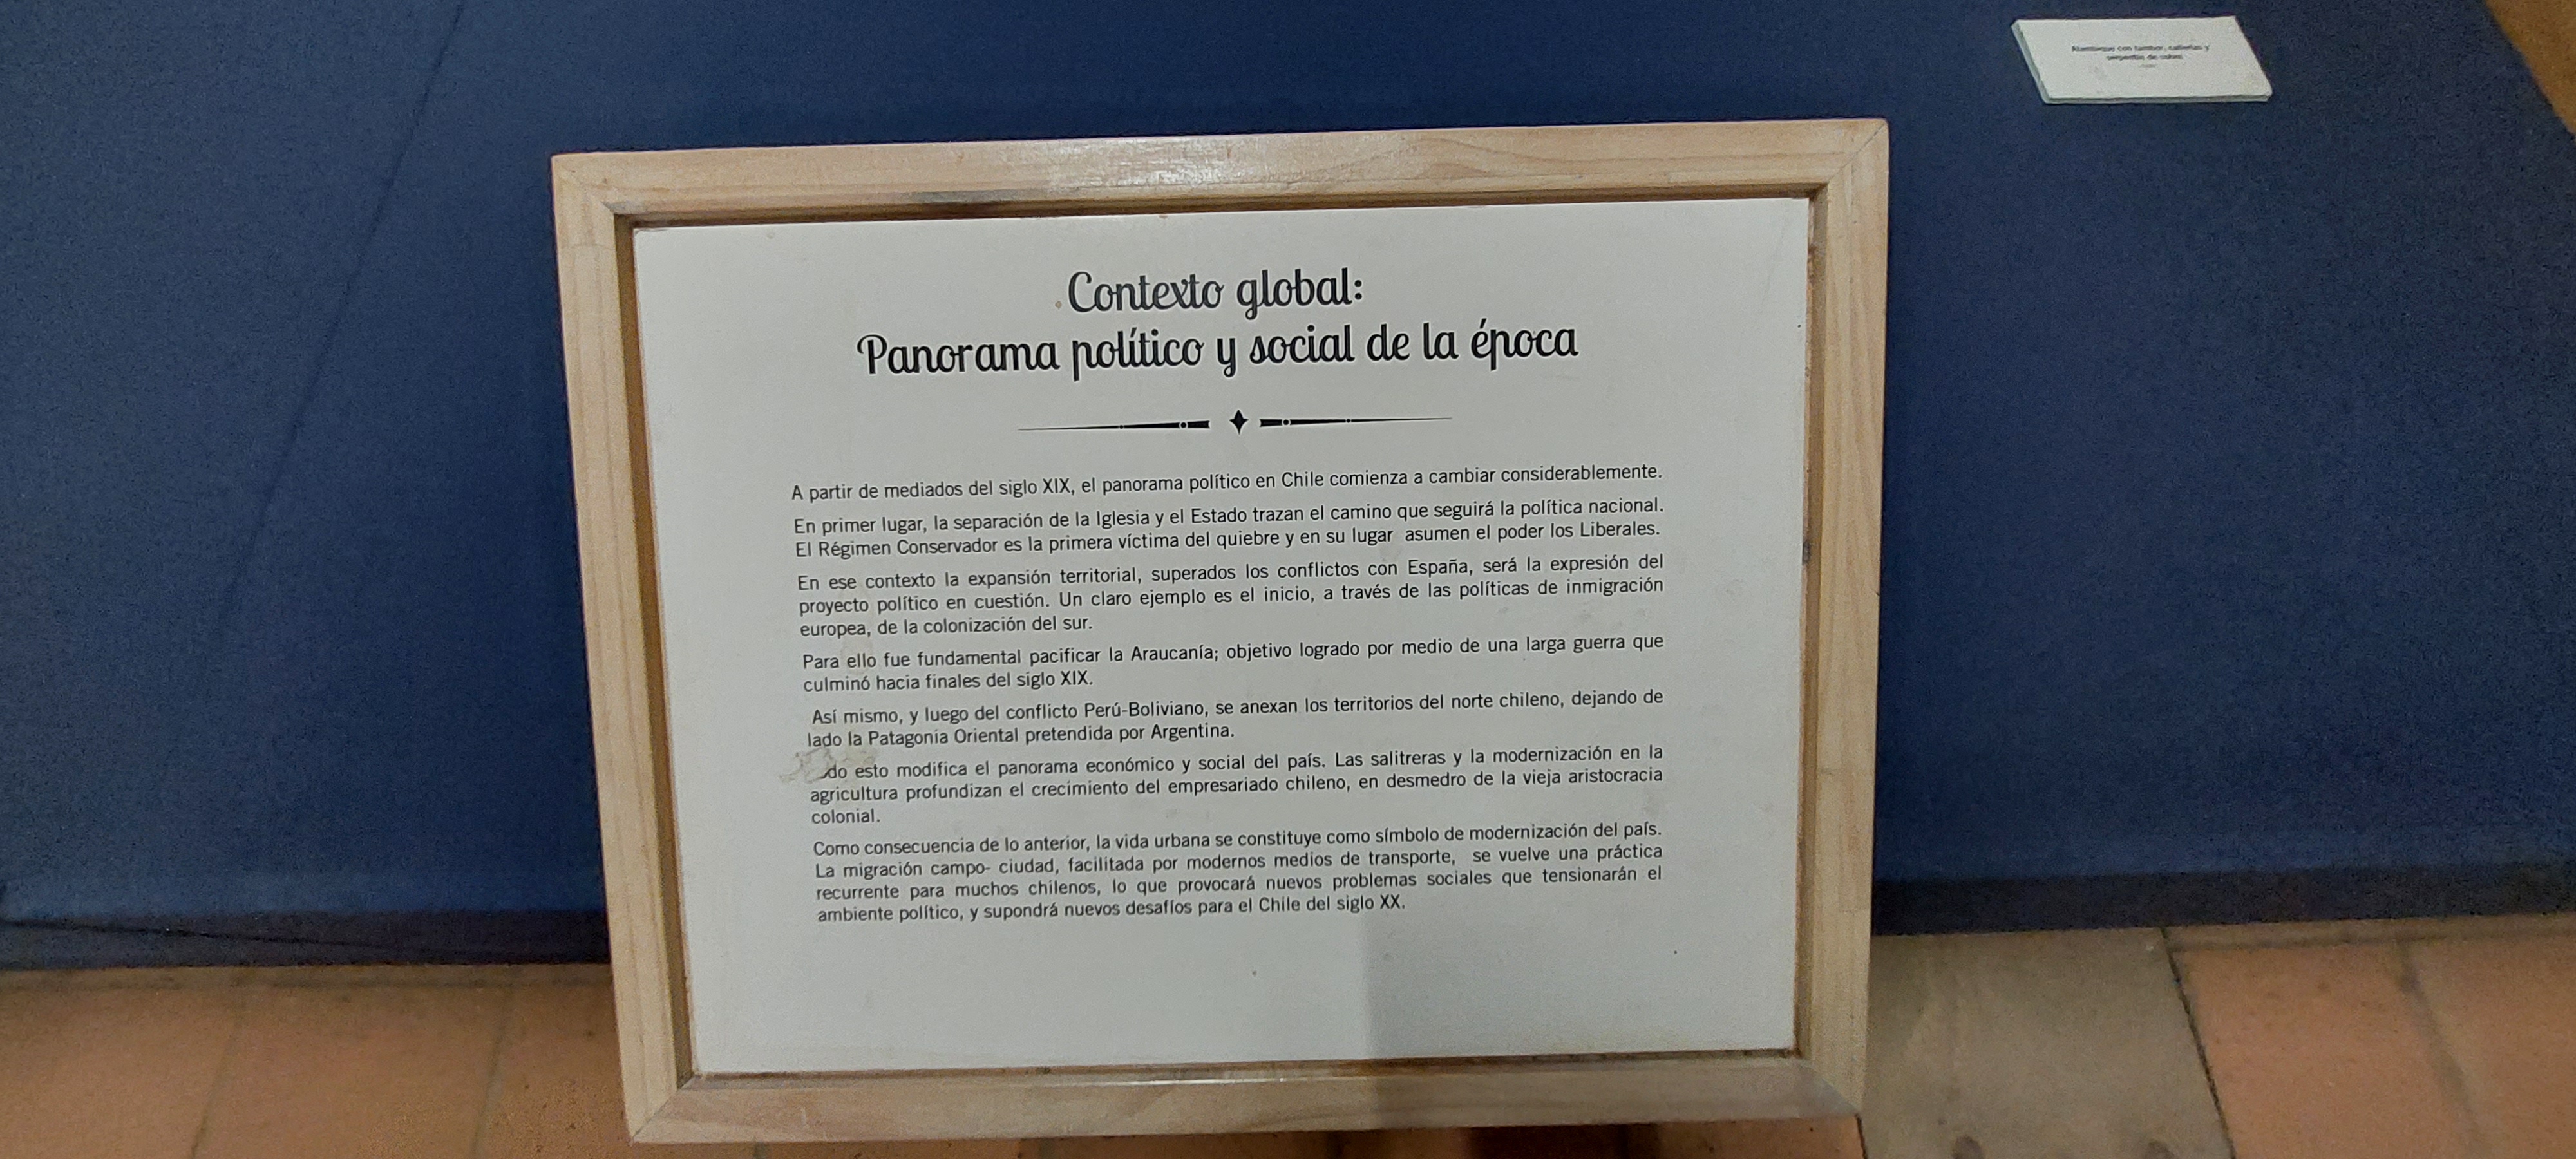 Alambique con tambor, cañerías y
serpentín de cobre
Contexto global:
Panorama político y social de la época
A partir de mediados del siglo XIX, el panorama político en Chile comienza a cambiar considerablemente.
En primer lugar, la separación de la Iglesia y el Estado trazan el camino que seguirá la política nacional.
El Régimen Conservador es la primera víctima del quiebre y en su lugar asumen el poder los Liberales.
En ese contexto la expansión territorial, superados los conflictos con España, será la expresión del
proyecto político en cuestión. Un claro ejemplo es el inicio, a través de las políticas de inmigración
europea, de la colonización del sur.
Para ello fue fundamental pacificar la Araucanía; objetivo logrado por medio de una larga guerra que
culminó hacia finales del siglo XIX.
Así mismo, y luego del conflicto Perú-Boliviano, se anexan los territorios del norte chileno, dejando de
lado la Patagonia Oriental pretendida por Argentina.
do esto modifica el panorama económico y social del país. Las salitreras y la modernización en la
agricultura profundizan el crecimiento del empresariado chileno, en desmedro de la vieja aristocracia
colonial.
Como consecuencia de lo anterior, la vida urbana se constituye como símbolo de modernización del país.
La migración campo- ciudad, facilitada por modernos medios de transporte, se vuelve una práctica
recurrente para muchos chilenos, lo que provocará nuevos problemas sociales que tensionarán el
ambiente político, y supondrá nuevos desafíos para el Chile del siglo XX.